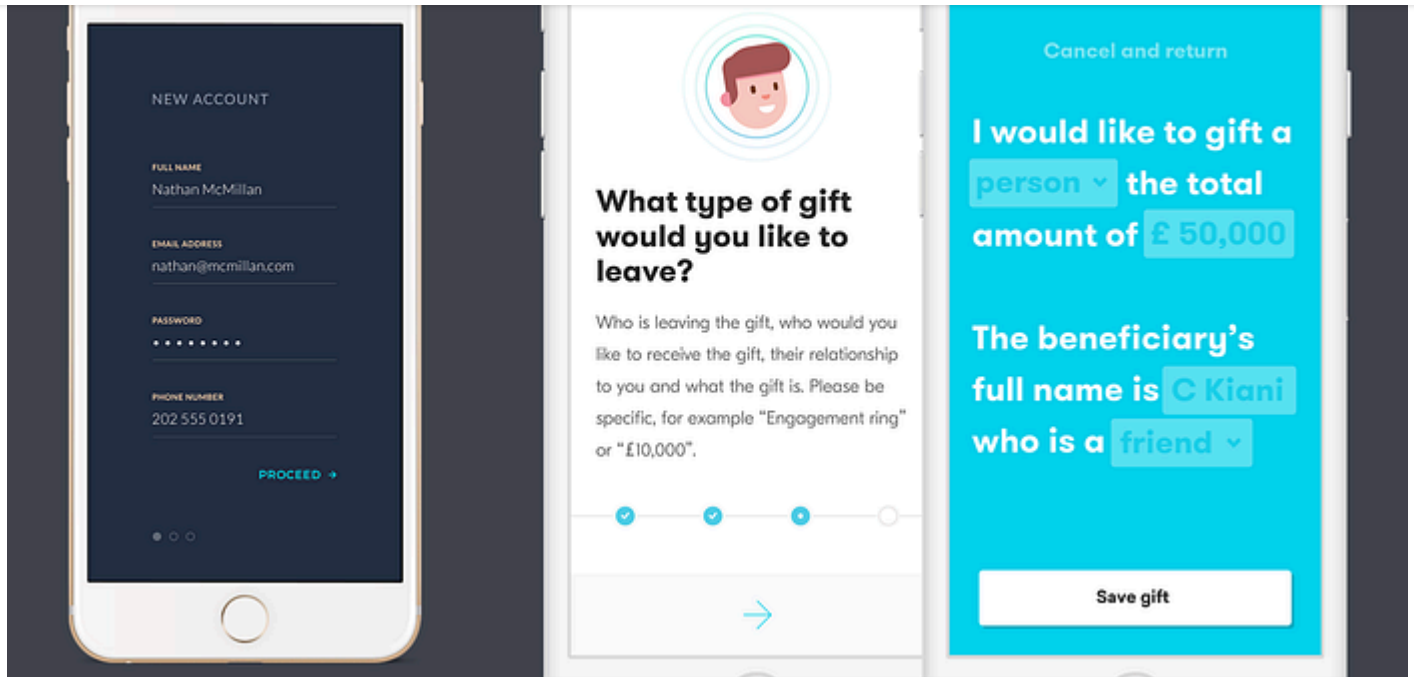 NEW ACCOUNT
FULL NAME
Nathan McMillan
EMAIL ADDRESS
nathan@mcmillan.com
PASSWORD
PHONE NUMBER
202 555 0191
PROCEED →
What type of gift
would you like to
leave?
Who is leaving the gift, who would you
like to receive the gift, their relationship
to you and what the gift is. Please be
specific, for example “Engagement ring”
or “£10,000”.
Cancel and return
I would like to gift a
person the total
amount of £ 50,000
The beneficiary’s
full name is C Kiani
who is a friend
Save gift